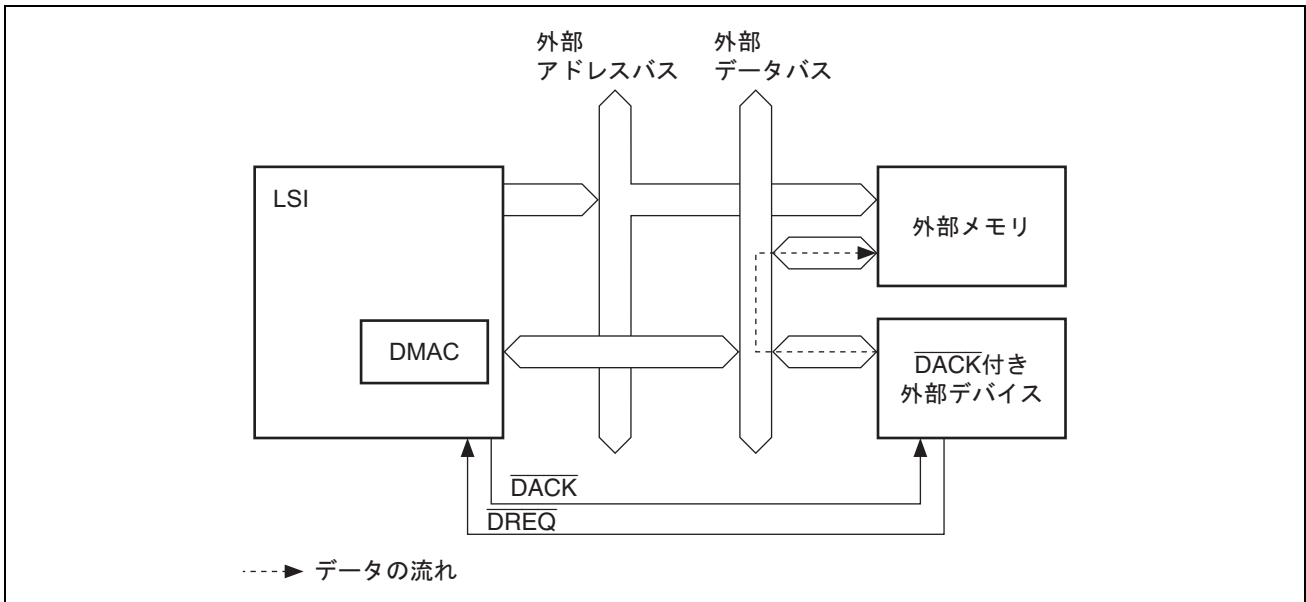 外部
アドレスバス
外部
データバス
LSI
外部メモリ
DMAC
DACK付き
外部デバイス
DACK
DREQ
データの流れ